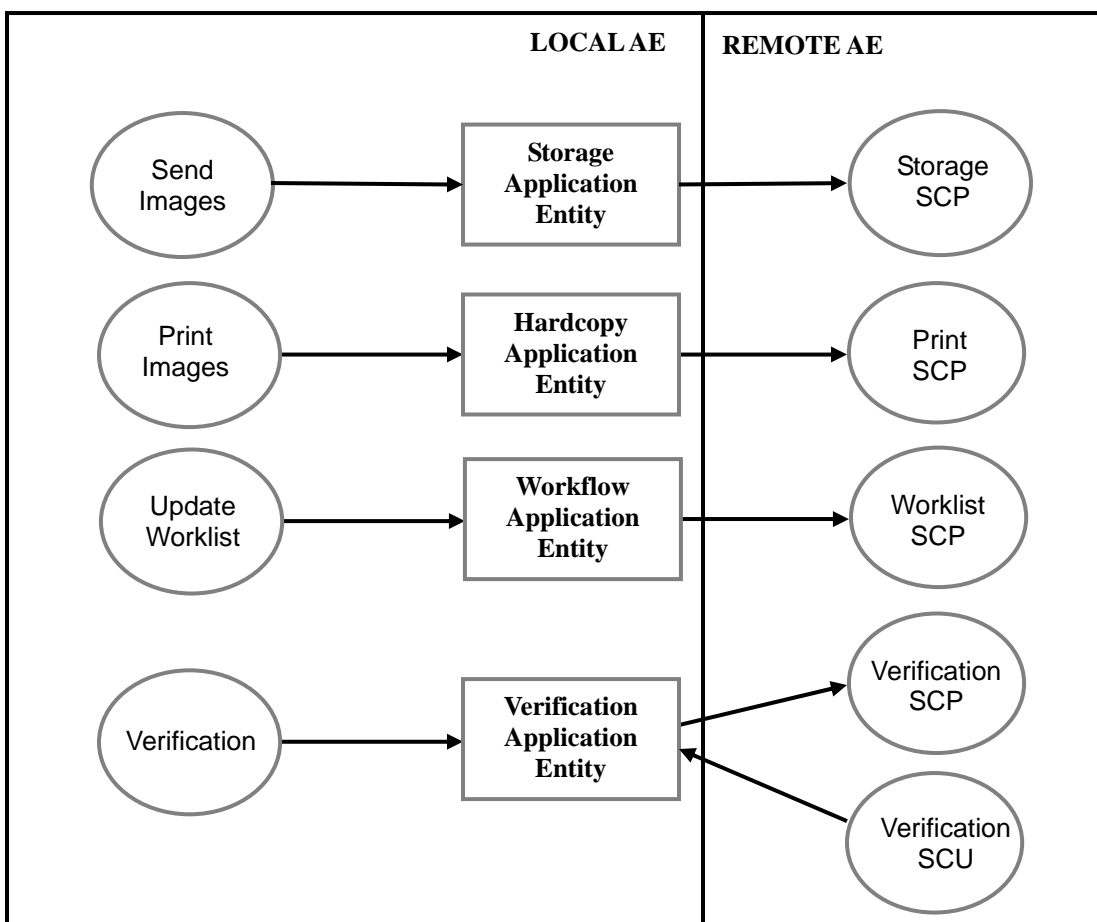 LOCAL AE
REMOTE AE
Send
Images
Storage
Application
Entity
Storage
SCP
Print
Images
Hardcopy
Application
Entity
Print
SCP
Update
Worklist
Workflow
Application
Entity
Worklist
SCP
Verification
Verification
Application
Entity
Verification
SCP
Verification
SCU